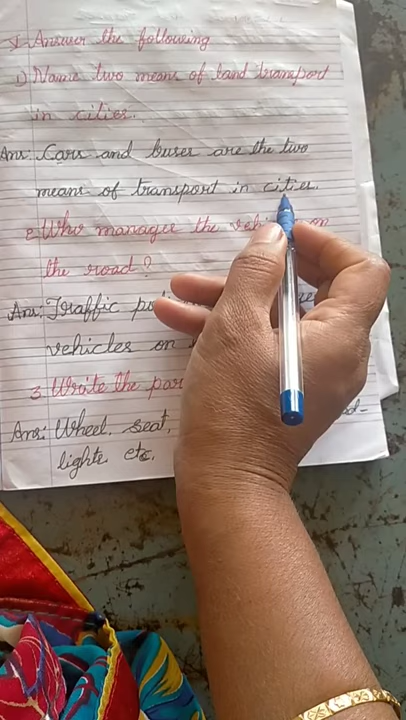 I. Answer the following
1) Name two means of land transport
in cities.
Ans: Cars and buses are the two
means of transport in cities.
2. Who manages the on
the road?
Ans: Traffic
vehicles on
3. Write the
Ans: Wheel, seat,
lights etc.